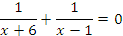 1/(x + 6) + 1/(x − 1) = 0